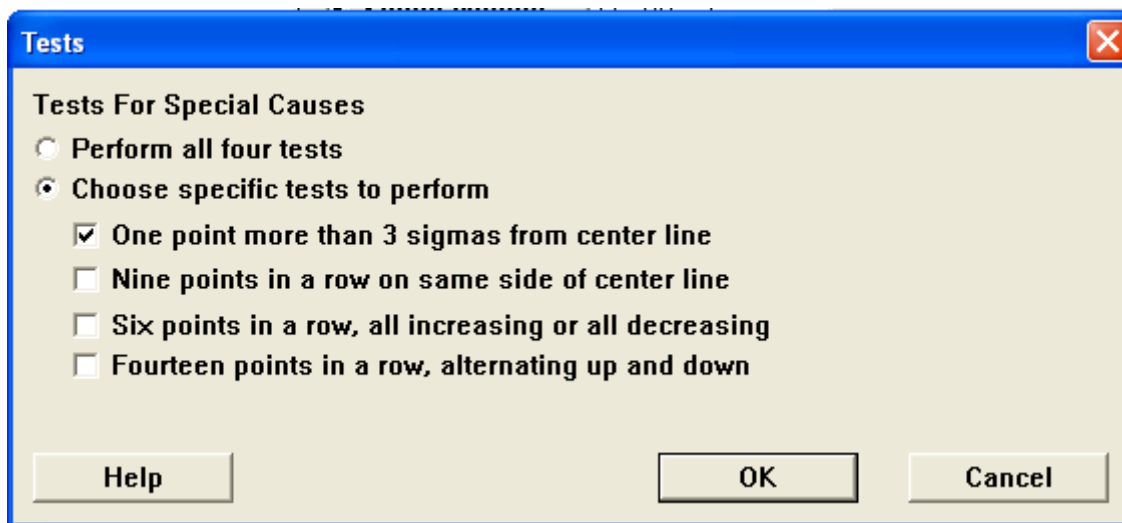 Tests
Tests For Special Causes
Perform all four tests
Choose specific tests to perform
One point more than 3 sigmas from center line
Nine points in a row on same side of center line
Six points in a row, all increasing or all decreasing
Fourteen points in a row, alternating up and down
Help OK Cancel